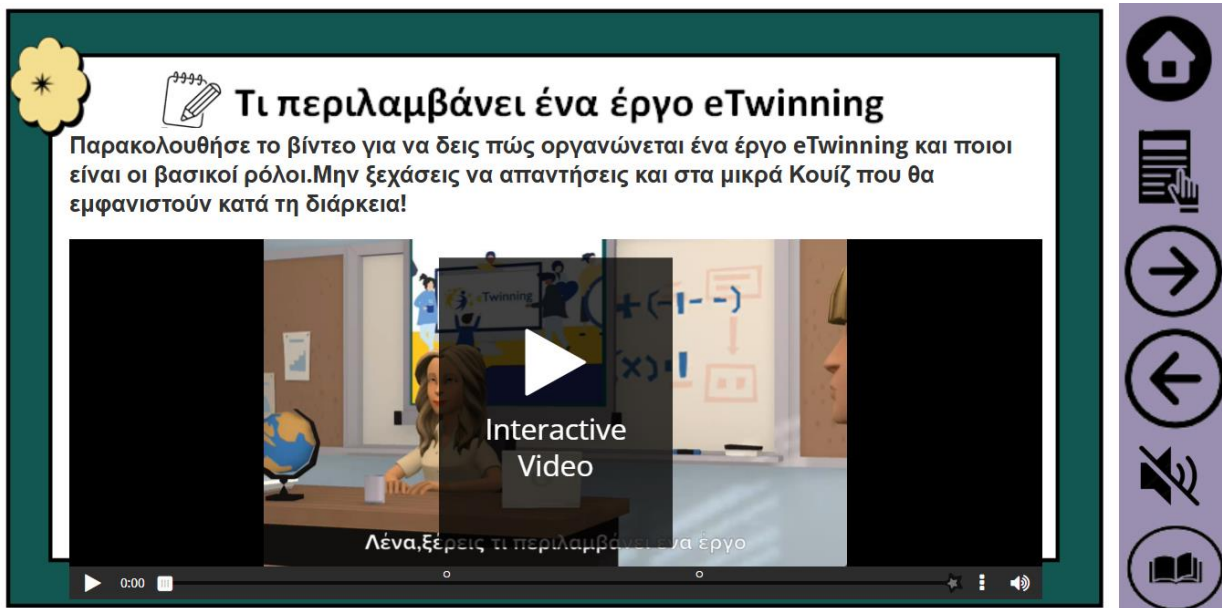 Τι περιλαμβάνει ένα έργο eTwinning
Παρακολουθήσε το βίντεο για να δεις πώς οργανώνεται ένα έργο eTwinning και ποιοι
είναι οι βασικοί ρόλοι.Μην ξεχάσεις να απαντήσεις και στα μικρά Κουίζ που θα
εμφανιστούν κατά τη διάρκεια!
eTwinning
Interactive
Video
Λένα,ξέρεις τι περιλαμβάνει ένα έργο
0:00